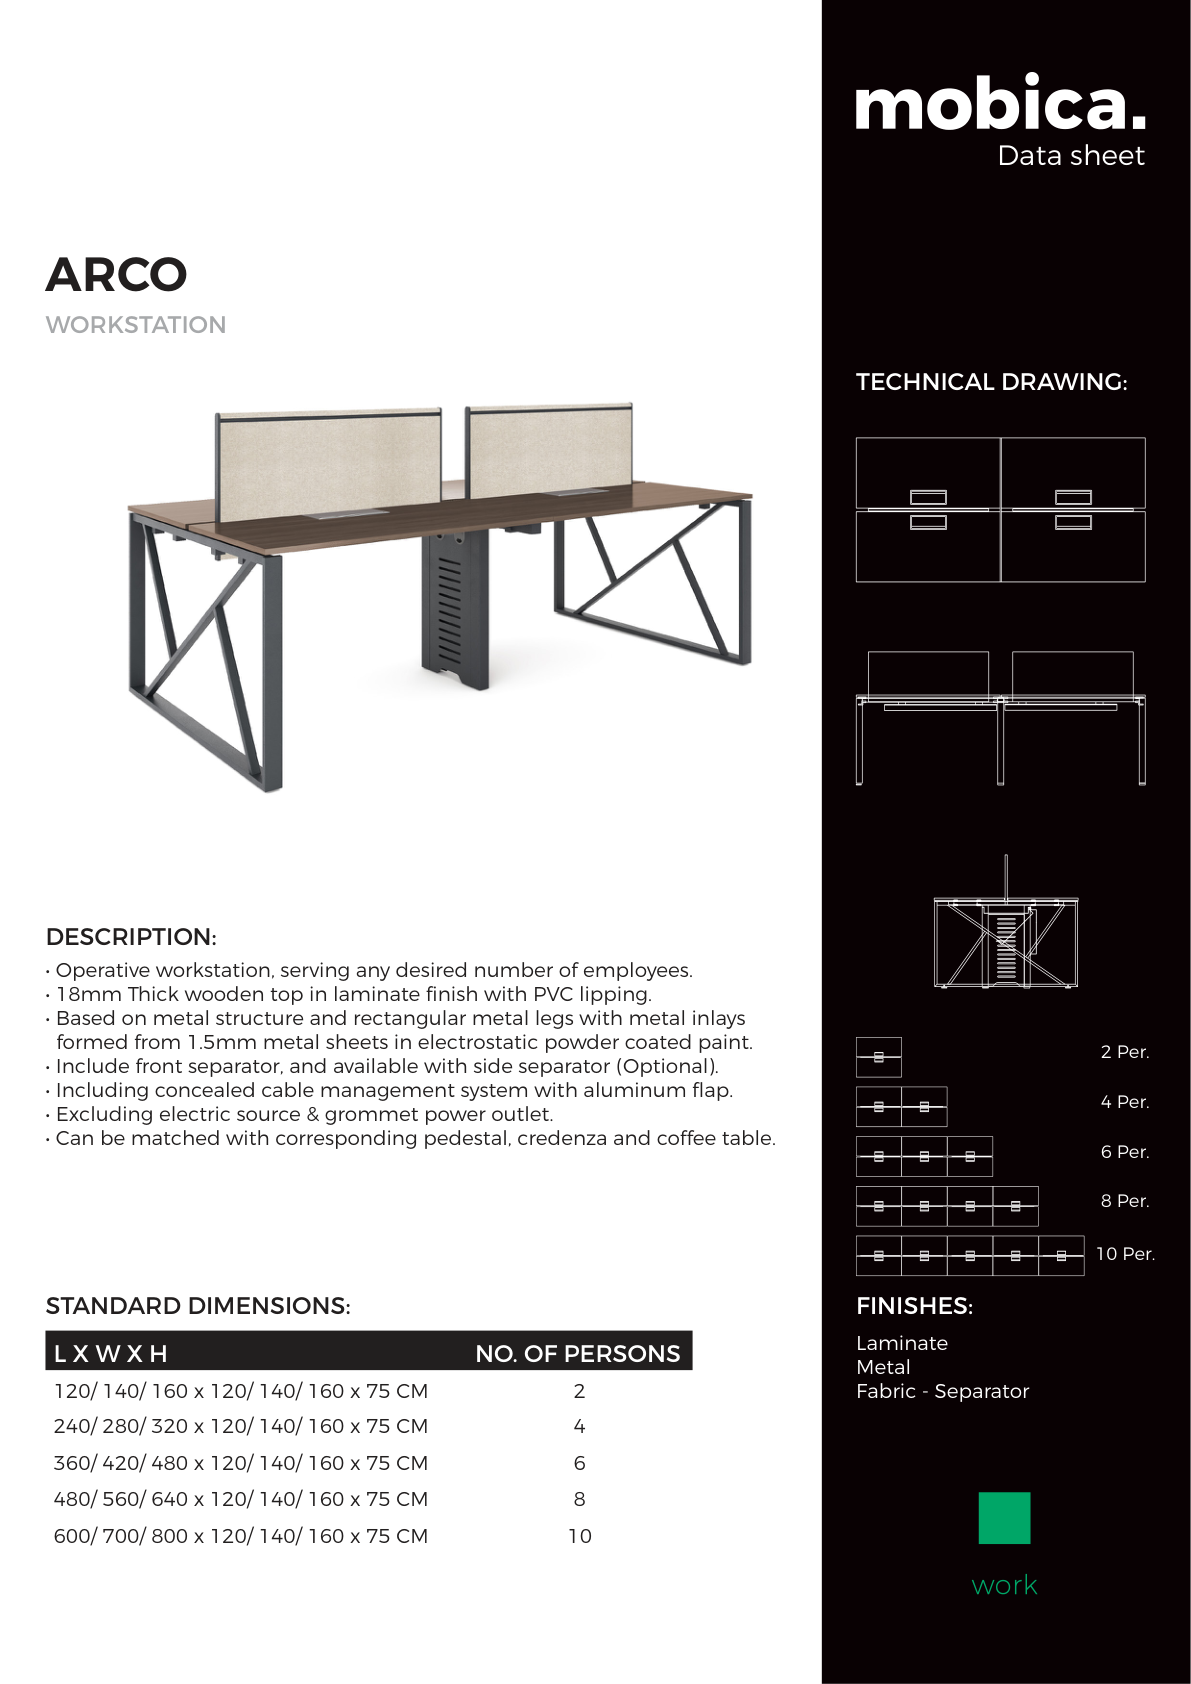 mobica.
Data sheet
ARCO
WORKSTATION
TECHNICAL DRAWING:
DESCRIPTION:
• Operative workstation, serving any desired number of employees.
• 18mm Thick wooden top in laminate finish with PVC lipping.
• Based on metal structure and rectangular metal legs with metal inlays
formed from 1.5mm metal sheets in electrostatic powder coated paint.
• Include front separator, and available with side separator (Optional).
• Including concealed cable management system with aluminum flap.
• Excluding electric source & grommet power outlet.
• Can be matched with corresponding pedestal, credenza and coffee table.
2 Per.
4 Per.
6 Per.
8 Per.
10 Per.
STANDARD DIMENSIONS:
L X W X H NO. OF PERSONS
120/ 140/ 160 x 120/ 140/ 160 x 75 CM 2
240/ 280/ 320 x 120/ 140/ 160 x 75 CM 4
360/ 420/ 480 x 120/ 140/ 160 x 75 CM 6
480/ 560/ 640 x 120/ 140/ 160 x 75 CM 8
600/ 700/ 800 x 120/ 140/ 160 x 75 CM 10
FINISHES:
Laminate
Metal
Fabric - Separator
work